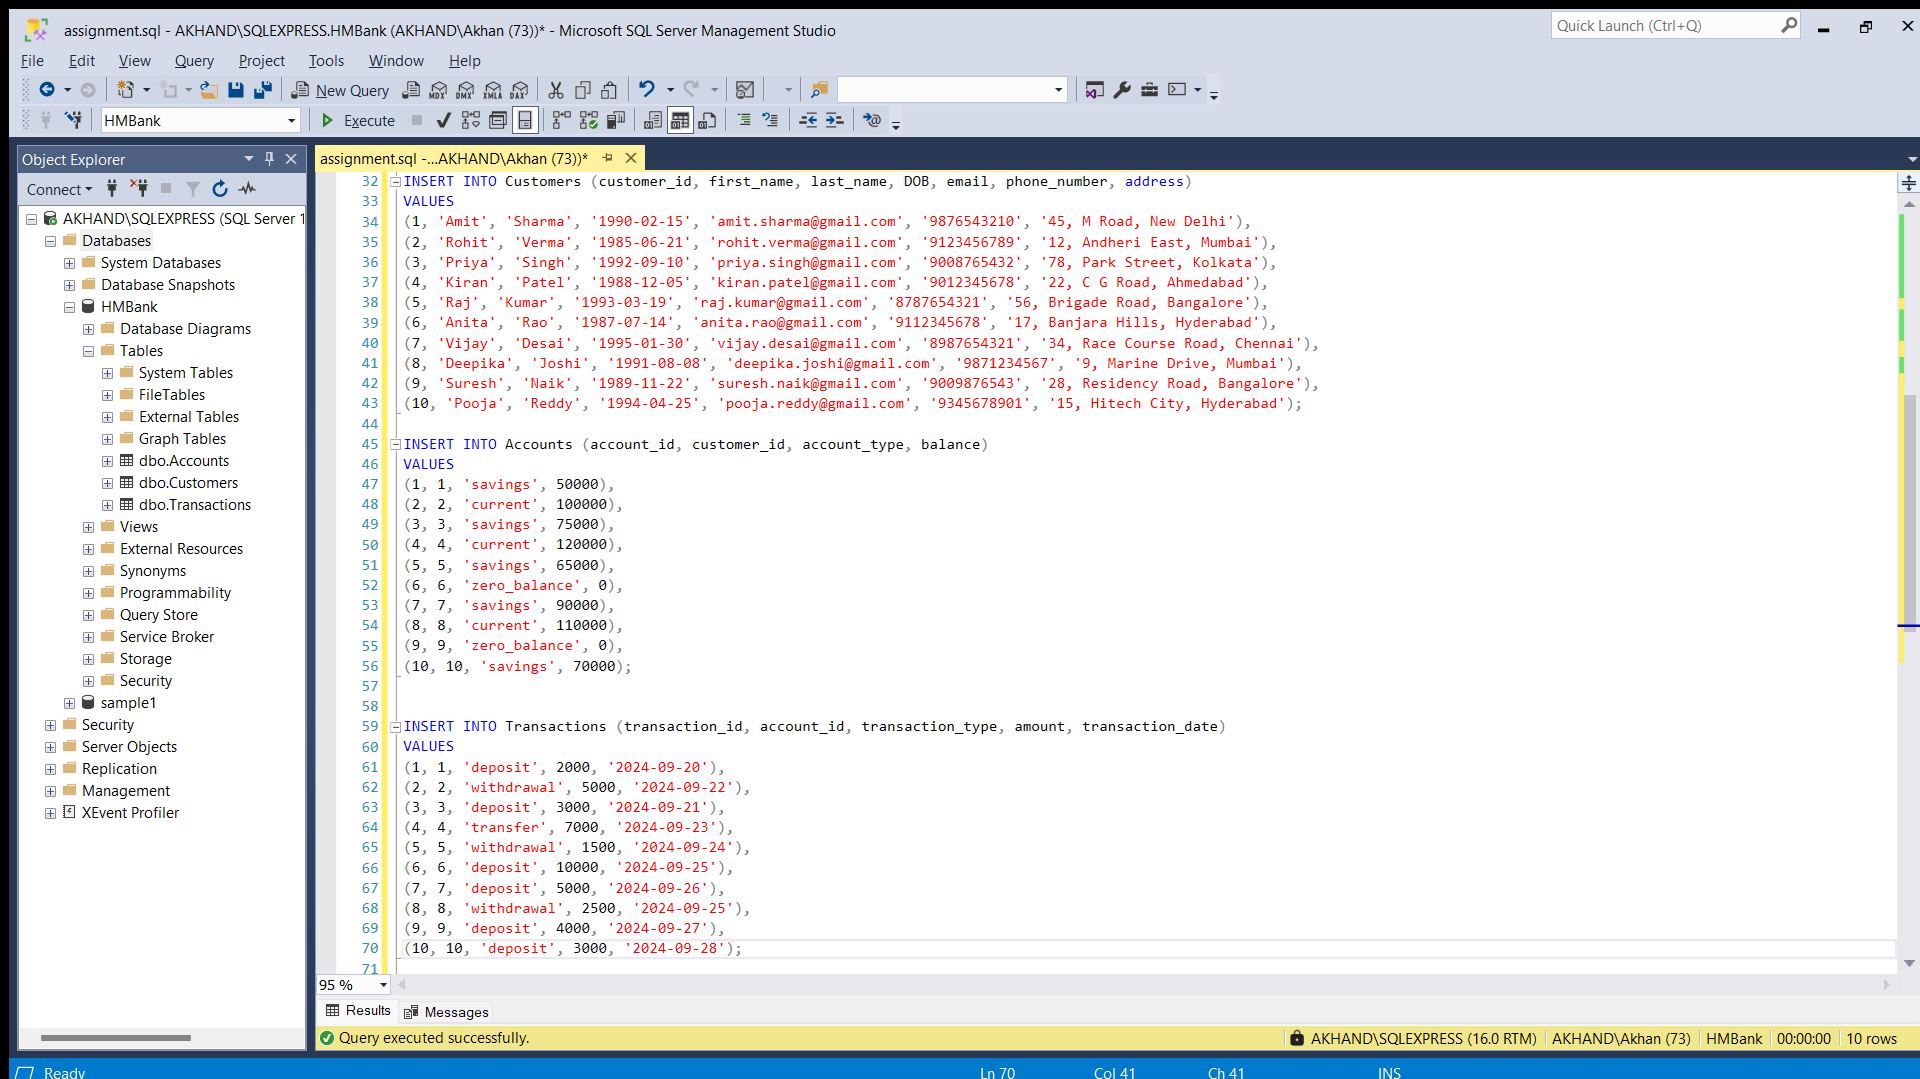 assignment.sql - AKHAND\SQLEXPRESS.HMBank (AKHAND\Akhan (73))* - Microsoft SQL Server Management Studio
Quick Launch (Ctrl+Q)
File Edit View Query Project Tools Window Help
New Query MDX DMX XMLA DAX
HMBank Execute
Object Explorer
Connect
AKHAND\SQLEXPRESS (SQL Server 1
Databases
System Databases
Database Snapshots
HMBank
Database Diagrams
Tables
System Tables
FileTables
External Tables
Graph Tables
dbo.Accounts
dbo.Customers
dbo.Transactions
Views
External Resources
Synonyms
Programmability
Query Store
Service Broker
Storage
Security
sample1
Security
Server Objects
Replication
Management
XEvent Profiler
assignment.sql -...AKHAND\Akhan (73))*
32 INSERT INTO Customers (customer_id, first_name, last_name, DOB, email, phone_number, address)
33 VALUES
34 (1, 'Amit', 'Sharma', '1990-02-15', 'amit.sharma@gmail.com', '9876543210', '45, M Road, New Delhi'),
35 (2, 'Rohit', 'Verma', '1985-06-21', 'rohit.verma@gmail.com', '9123456789', '12, Andheri East, Mumbai'),
36 (3, 'Priya', 'Singh', '1992-09-10', 'priya.singh@gmail.com', '9008765432', '78, Park Street, Kolkata'),
37 (4, 'Kiran', 'Patel', '1988-12-05', 'kiran.patel@gmail.com', '9012345678', '22, C G Road, Ahmedabad'),
38 (5, 'Raj', 'Kumar', '1993-03-19', 'raj.kumar@gmail.com', '8787654321', '56, Brigade Road, Bangalore'),
39 (6, 'Anita', 'Rao', '1987-07-14', 'anita.rao@gmail.com', '9112345678', '17, Banjara Hills, Hyderabad'),
40 (7, 'Vijay', 'Desai', '1995-01-30', 'vijay.desai@gmail.com', '8987654321', '34, Race Course Road, Chennai'),
41 (8, 'Deepika', 'Joshi', '1991-08-08', 'deepika.joshi@gmail.com', '9871234567', '9, Marine Drive, Mumbai'),
42 (9, 'Suresh', 'Naik', '1989-11-22', 'suresh.naik@gmail.com', '9009876543', '28, Residency Road, Bangalore'),
43 (10, 'Pooja', 'Reddy', '1994-04-25', 'pooja.reddy@gmail.com', '9345678901', '15, Hitech City, Hyderabad');
44
45 INSERT INTO Accounts (account_id, customer_id, account_type, balance)
46 VALUES
47 (1, 1, 'savings', 50000),
48 (2, 2, 'current', 100000),
49 (3, 3, 'savings', 75000),
50 (4, 4, 'current', 120000),
51 (5, 5, 'savings', 65000),
52 (6, 6, 'zero_balance', 0),
53 (7, 7, 'savings', 90000),
54 (8, 8, 'current', 110000),
55 (9, 9, 'zero_balance', 0),
56 (10, 10, 'savings', 70000);
57
58
59 INSERT INTO Transactions (transaction_id, account_id, transaction_type, amount, transaction_date)
60 VALUES
61 (1, 1, 'deposit', 2000, '2024-09-20'),
62 (2, 2, 'withdrawal', 5000, '2024-09-22'),
63 (3, 3, 'deposit', 3000, '2024-09-21'),
64 (4, 4, 'transfer', 7000, '2024-09-23'),
65 (5, 5, 'withdrawal', 1500, '2024-09-24'),
66 (6, 6, 'deposit', 10000, '2024-09-25'),
67 (7, 7, 'deposit', 5000, '2024-09-26'),
68 (8, 8, 'withdrawal', 2500, '2024-09-25'),
69 (9, 9, 'deposit', 4000, '2024-09-27'),
70 (10, 10, 'deposit', 3000, '2024-09-28');
71
95 %
Results Messages
Query executed successfully. AKHAND\SQLEXPRESS (16.0 RTM) AKHAND\Akhan (73) HMBank 00:00:00 10 rows
Ready Ln 70 Col 41 Ch 41 INS